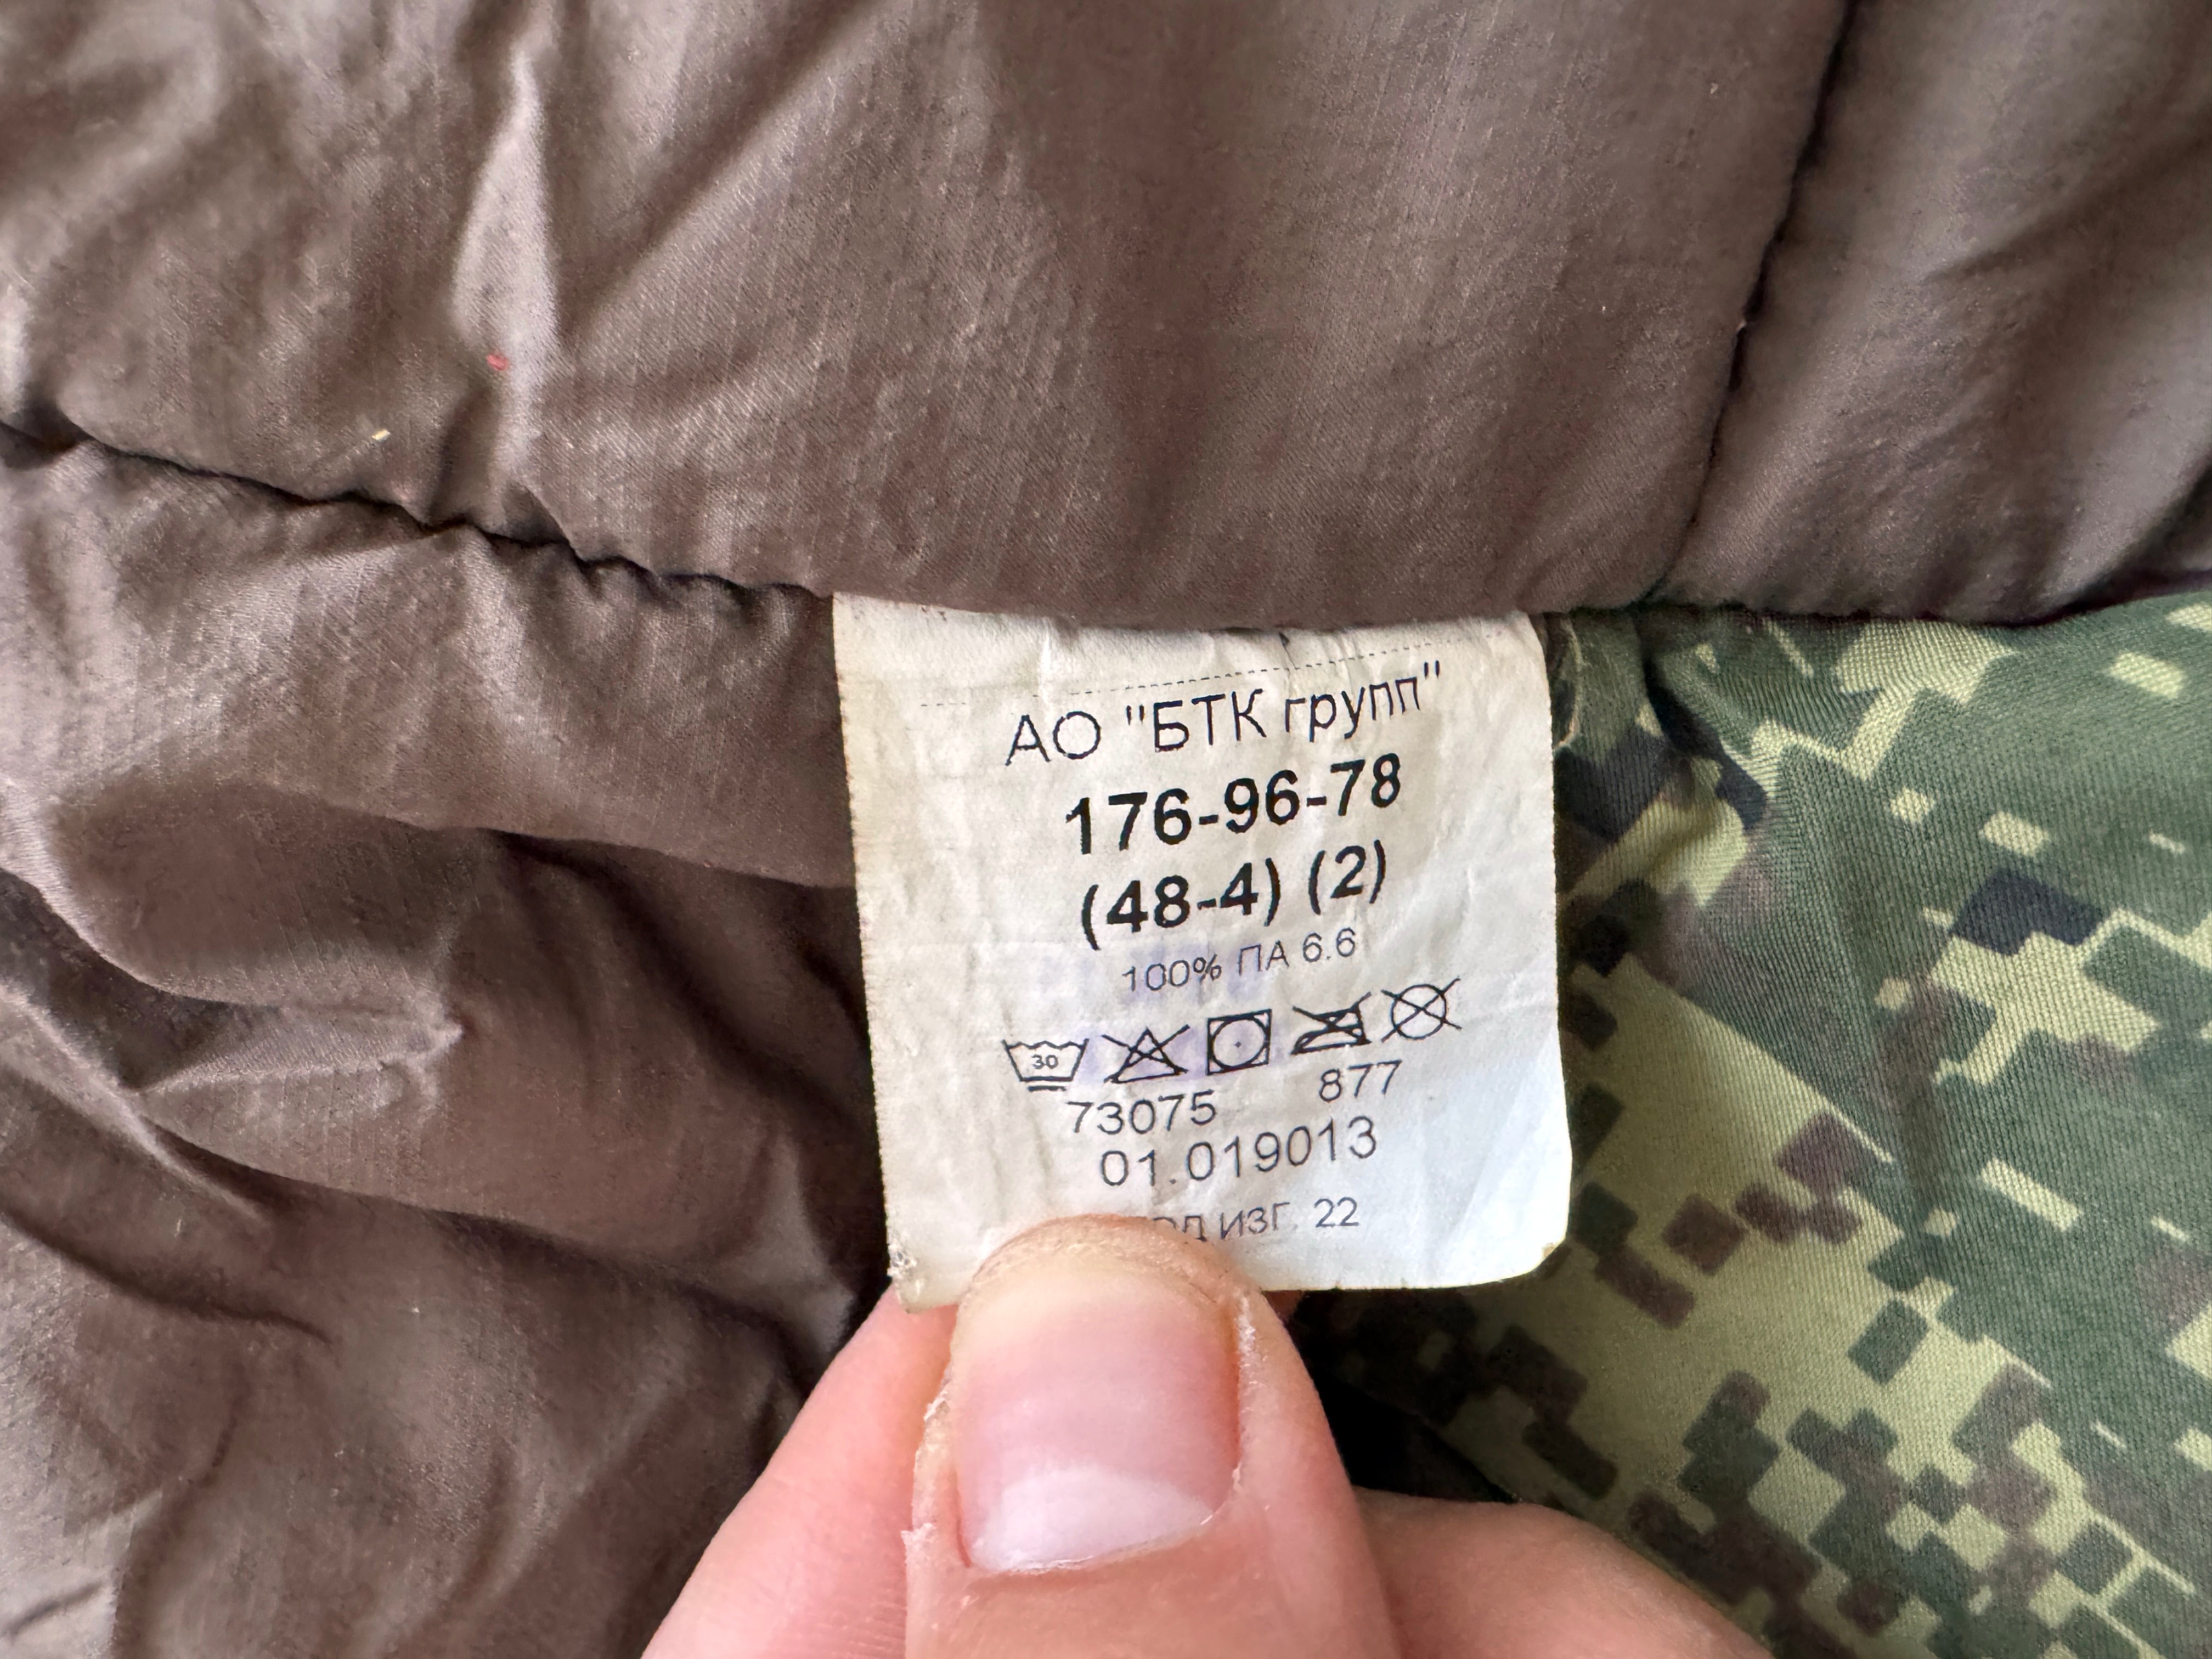 АО "БТК групп"
176-96-78
(48-4) (2)
100% ПА 6.6
30
73075 877
01.019013
ИЗГ. 22